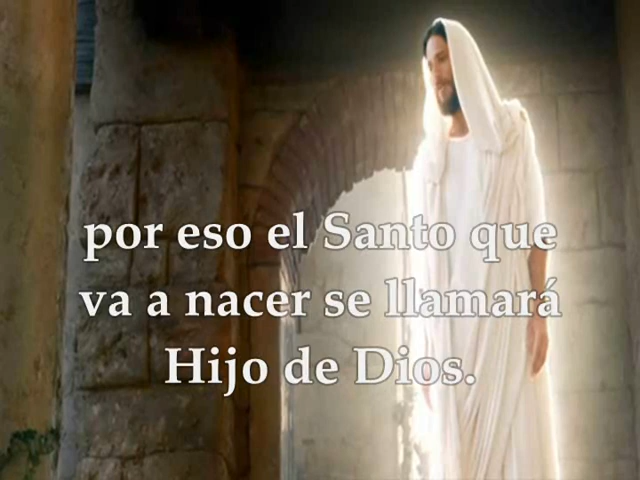 por eso el Santo que
va a nacer se llamará
Hijo de Dios.